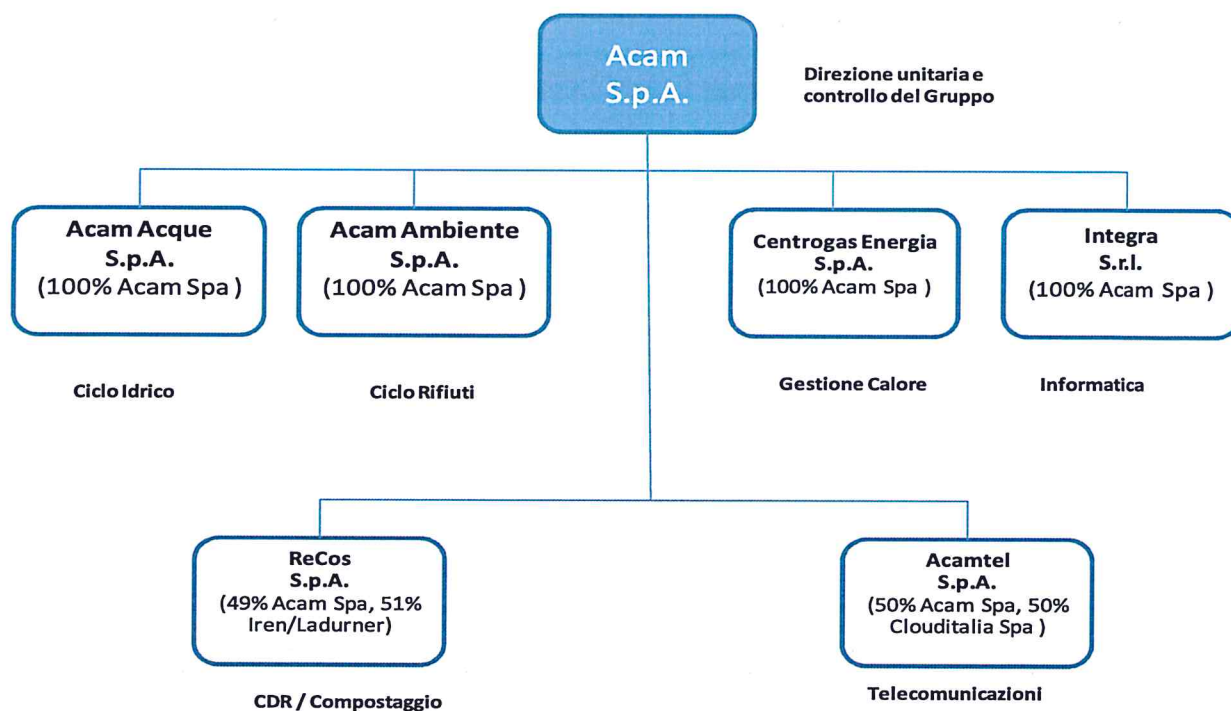 Acam
S.p.A.
Direzione unitaria e
controllo del Gruppo
Acam Acque
S.p.A.
(100% Acam Spa )
Acam Ambiente
S.p.A.
(100% Acam Spa )
Centrogas Energia
S.p.A.
(100% Acam Spa )
Integra
S.r.l.
(100% Acam Spa )
Ciclo Idrico
Ciclo Rifiuti
Gestione Calore
Informatica
ReCos
S.p.A.
(49% Acam Spa, 51%
Iren/Ladurner)
Acamtel
S.p.A.
(50% Acam Spa, 50%
Clouditalia Spa )
CDR / Compostaggio
Telecomunicazioni